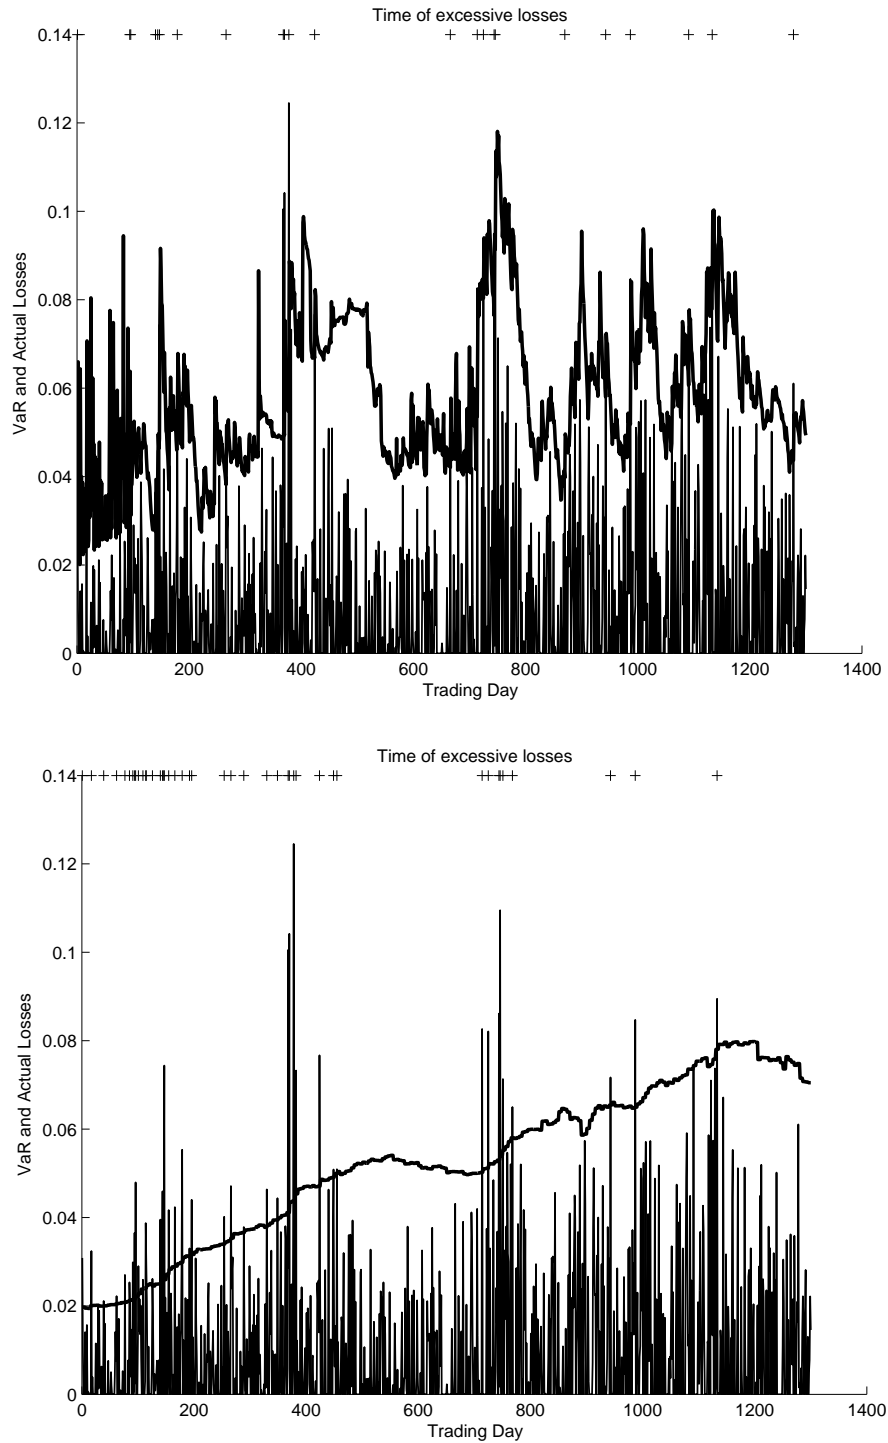 Time of excessive losses
0.14
0.12
0.1
0.08
0.06
0.04
0.02
0
VaR and Actual Losses
0 200 400 600 800 1000 1200 1400
Trading Day
Time of excessive losses
0.14
0.12
0.1
0.08
0.06
0.04
0.02
0
VaR and Actual Losses
0 200 400 600 800 1000 1200 1400
Trading Day